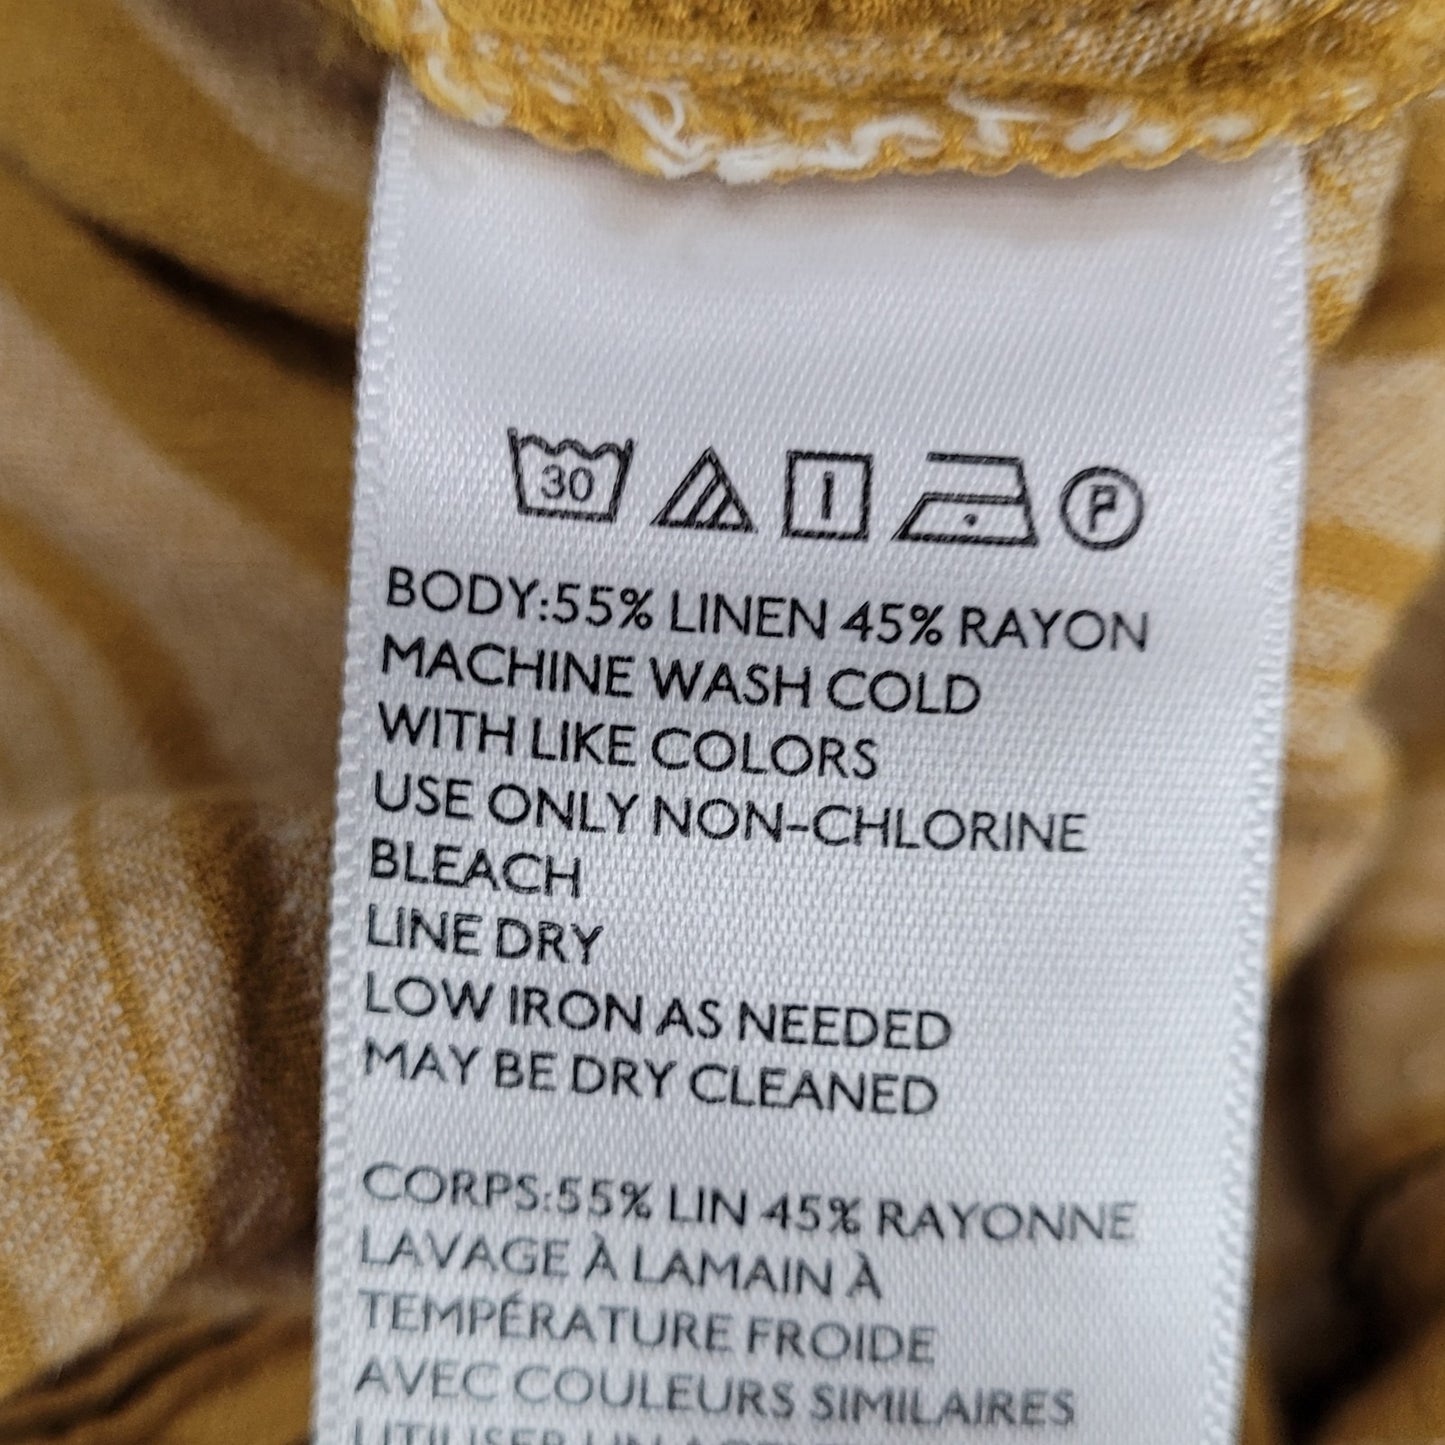 30 P
BODY:55% LINEN 45% RAYON
MACHINE WASH COLD
WITH LIKE COLORS
USE ONLY NON-CHLORINE
BLEACH
LINE DRY
LOW IRON AS NEEDED
MAY BE DRY CLEANED
CORPS:55% LIN 45% RAYONNE
LAVAGE À LAMAIN À
TEMPÉRATURE FROIDE
AVEC COULEURS SIMILAIRES
UTILISER UN